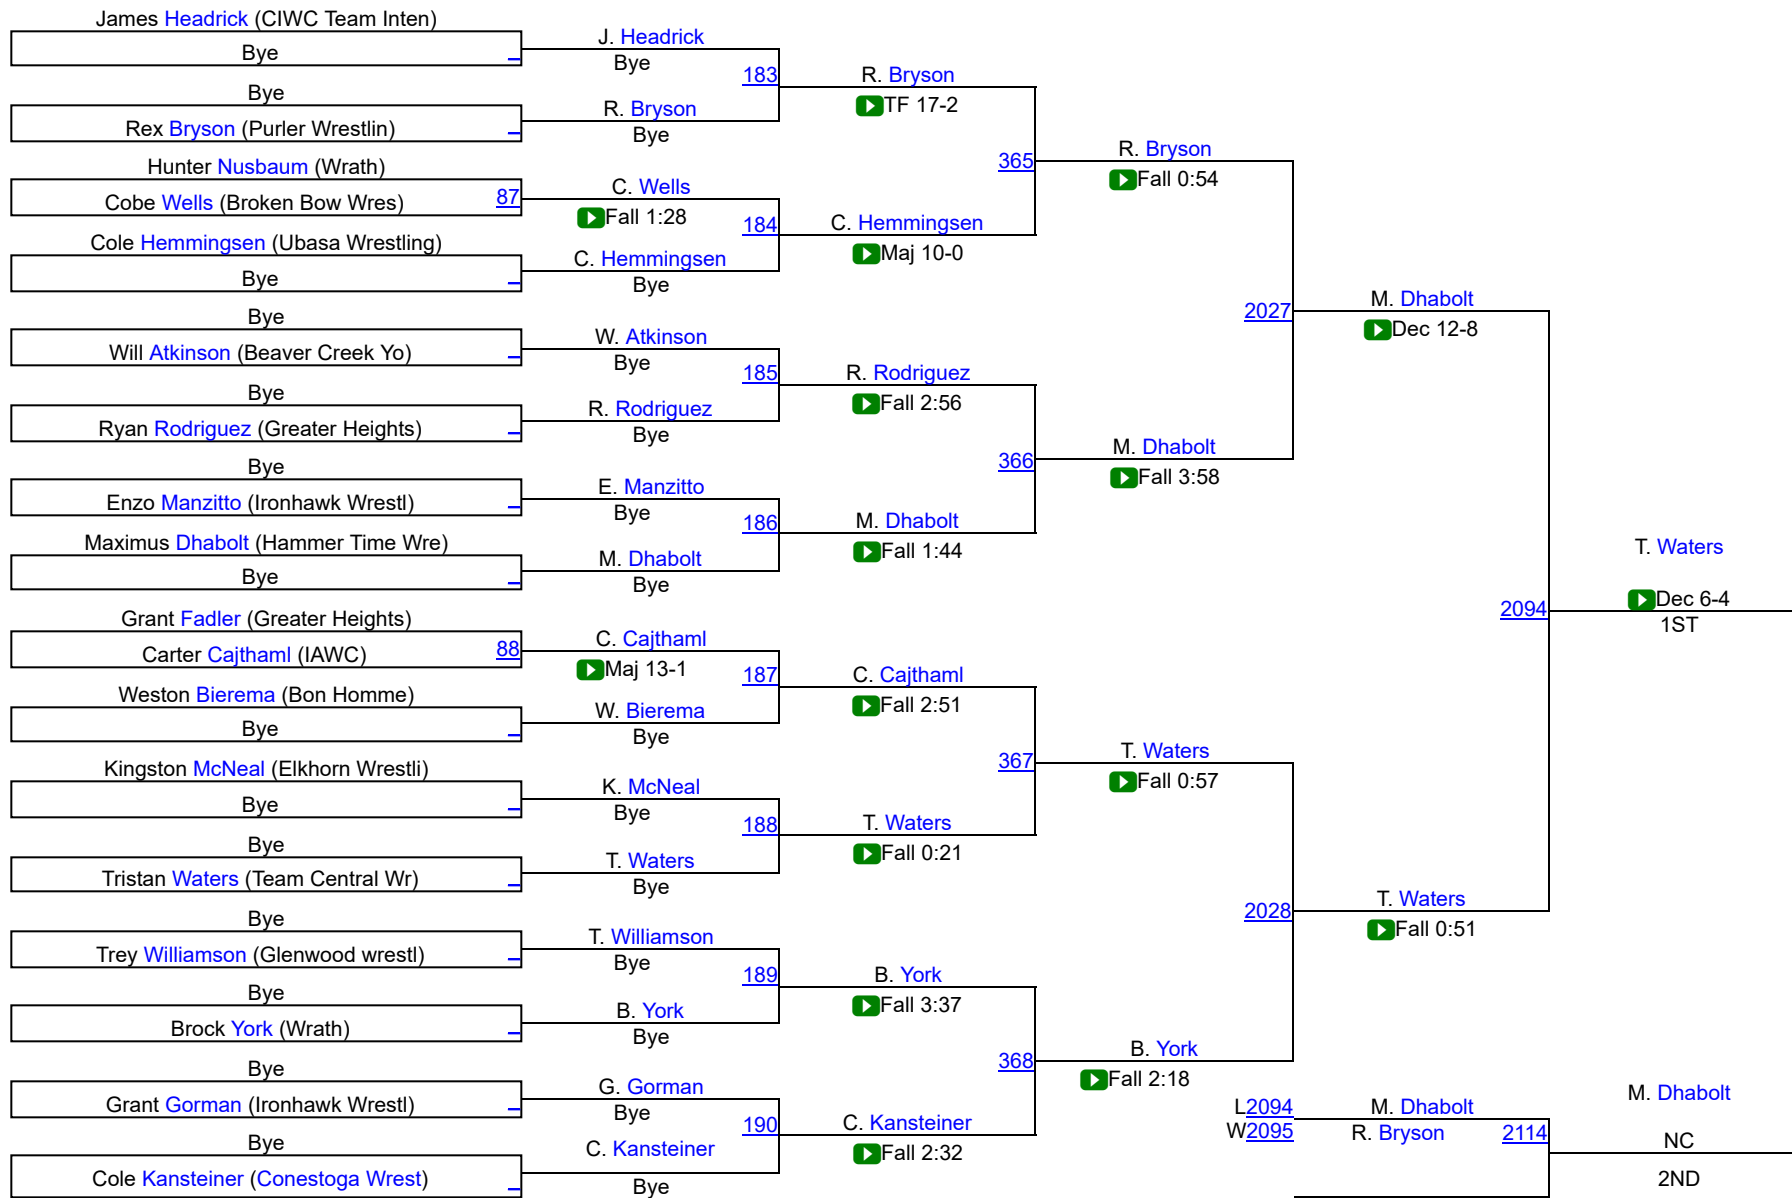 James Headrick (CIWC Team Inten)
Bye
Bye
Rex Bryson (Purler Wrestlin)
Hunter Nusbaum (Wrath)
Cobe Wells (Broken Bow Wres) 87
Cole Hemmingsen (Ubasa Wrestling)
Bye
Bye
Will Atkinson (Beaver Creek Yo)
Bye
Ryan Rodriguez (Greater Heights)
Bye
Enzo Manzitto (Ironhawk Wrestl)
Maximus Dhabolt (Hammer Time Wre)
Bye
Grant Fadler (Greater Heights)
Carter Cajthaml (IAWC) 88
Weston Bierema (Bon Homme)
Bye
Kingston McNeal (Elkhorn Wrestli)
Bye
Bye
Tristan Waters (Team Central Wr)
Bye
Trey Williamson (Glenwood wrestl)
Bye
Brock York (Wrath)
Bye
Grant Gorman (Ironhawk Wrestl)
Bye
Cole Kansteiner (Conestoga Wrest)
J. Headrick
Bye
183
R. Bryson
Bye
C. Wells
Fall 1:28
184
C. Hemmingsen
Bye
W. Atkinson
Bye
185
R. Rodriguez
Bye
E. Manzitto
Bye
186
M. Dhabolt
Bye
C. Cajthaml
Maj 13-1
187
W. Bierema
Bye
K. McNeal
Bye
188
T. Waters
Bye
T. Williamson
Bye
189
B. York
Bye
G. Gorman
Bye
190
C. Kansteiner
Bye
R. Bryson
TF 17-2
365
C. Hemmingsen
Maj 10-0
R. Rodriguez
Fall 2:56
366
M. Dhabolt
Fall 1:44
C. Cajthaml
Fall 2:51
367
T. Waters
Fall 0:21
B. York
Fall 3:37
368
C. Kansteiner
Fall 2:32
R. Bryson
Fall 0:54
2027
M. Dhabolt
Fall 3:58
T. Waters
Fall 0:57
2028
B. York
Fall 2:18
M. Dhabolt
Dec 12-8
2094
T. Waters
Fall 0:51
T. Waters
Dec 6-4
1ST
L2094 M. Dhabolt
W2095 R. Bryson 2114
M. Dhabolt
NC
2ND